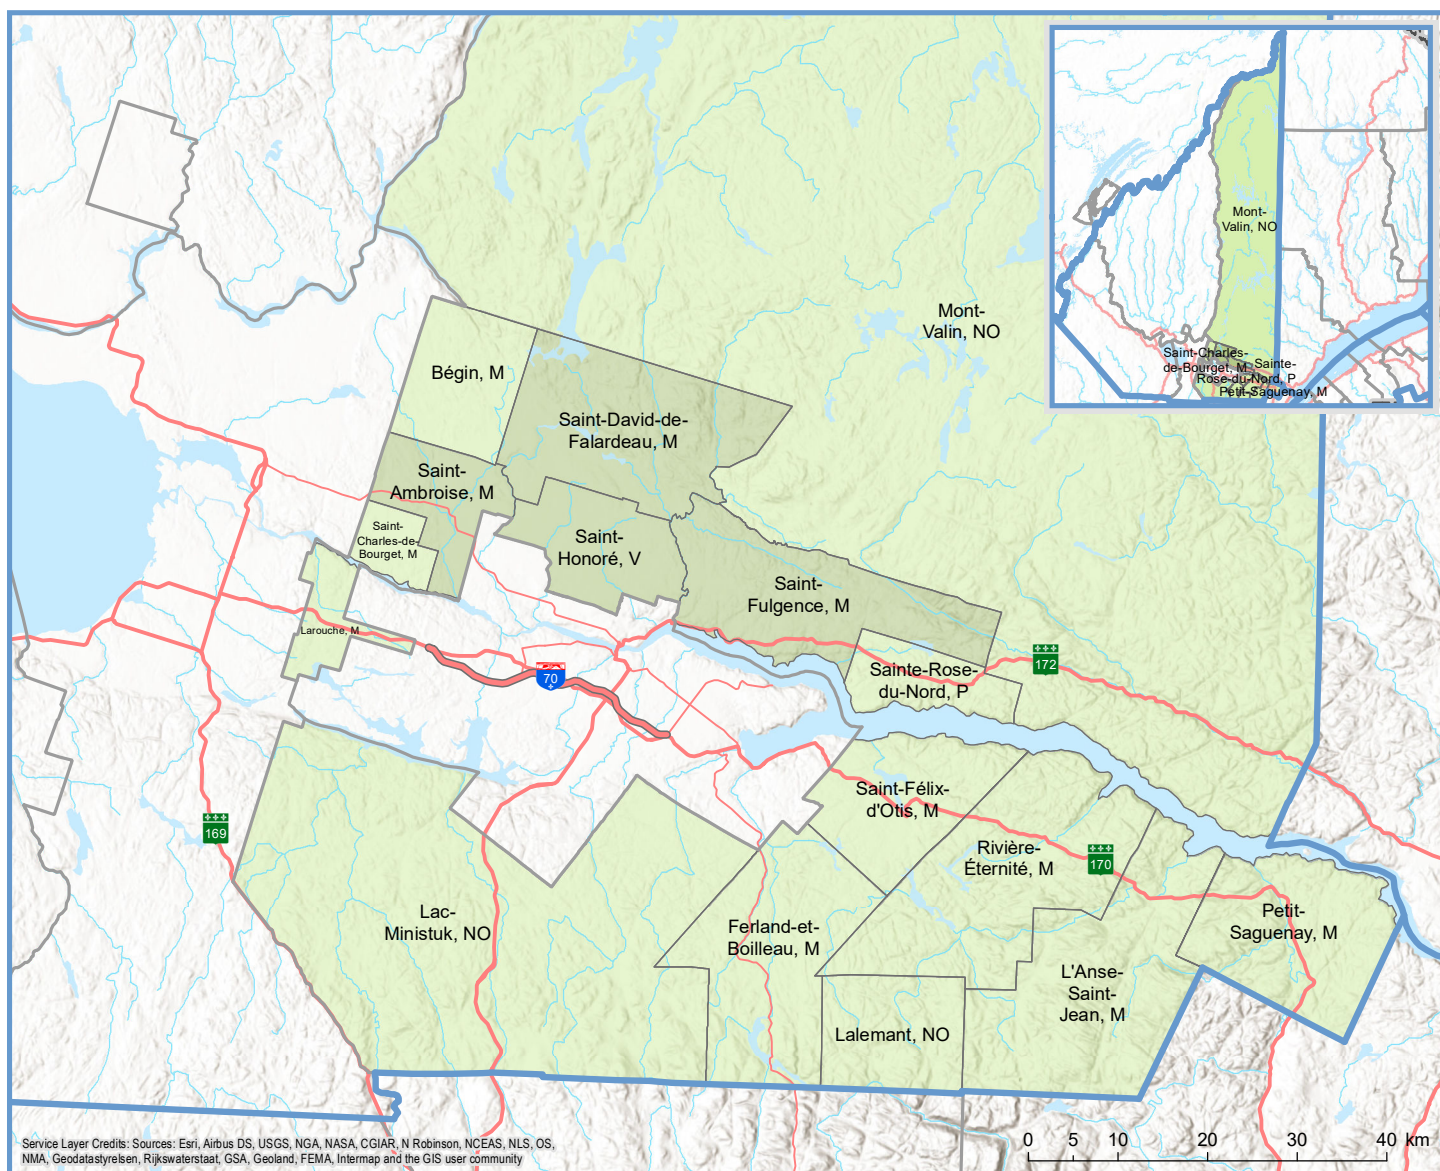 Mont-
Valin, NO
Saint-Charles-
de-Bourget, M
Sainte-
Rose-du-Nord, P
Petit-Saguenay, M
Mont-
Valin, NO
Bégin, M
Saint-David-de-
Falardeau, M
Saint-
Ambroise, M
Saint-
Charles-de-
Bourget, M
Saint-
Honoré, V
Saint-
Fulgence, M
Larouche, M
Sainte-Rose-
du-Nord, P
172
70
Saint-Félix-
d'Otis, M
169
Rivière-
Éternité, M
170
Lac-
Ministuk, NO
Ferland-et-
Boilleau, M
Petit-
Saguenay, M
L'Anse-
Saint-
Jean, M
Lalemant, NO
0 5 10 20 30 40 km
Service Layer Credits: Sources: Esri, Airbus DS, USGS, NGA, NASA, CGIAR, N Robinson, NCEAS, NLS, OS,
NMA, Geodatastyrelsen, Rijkswaterstaat, GSA, Geoland, FEMA, Intermap and the GIS user community